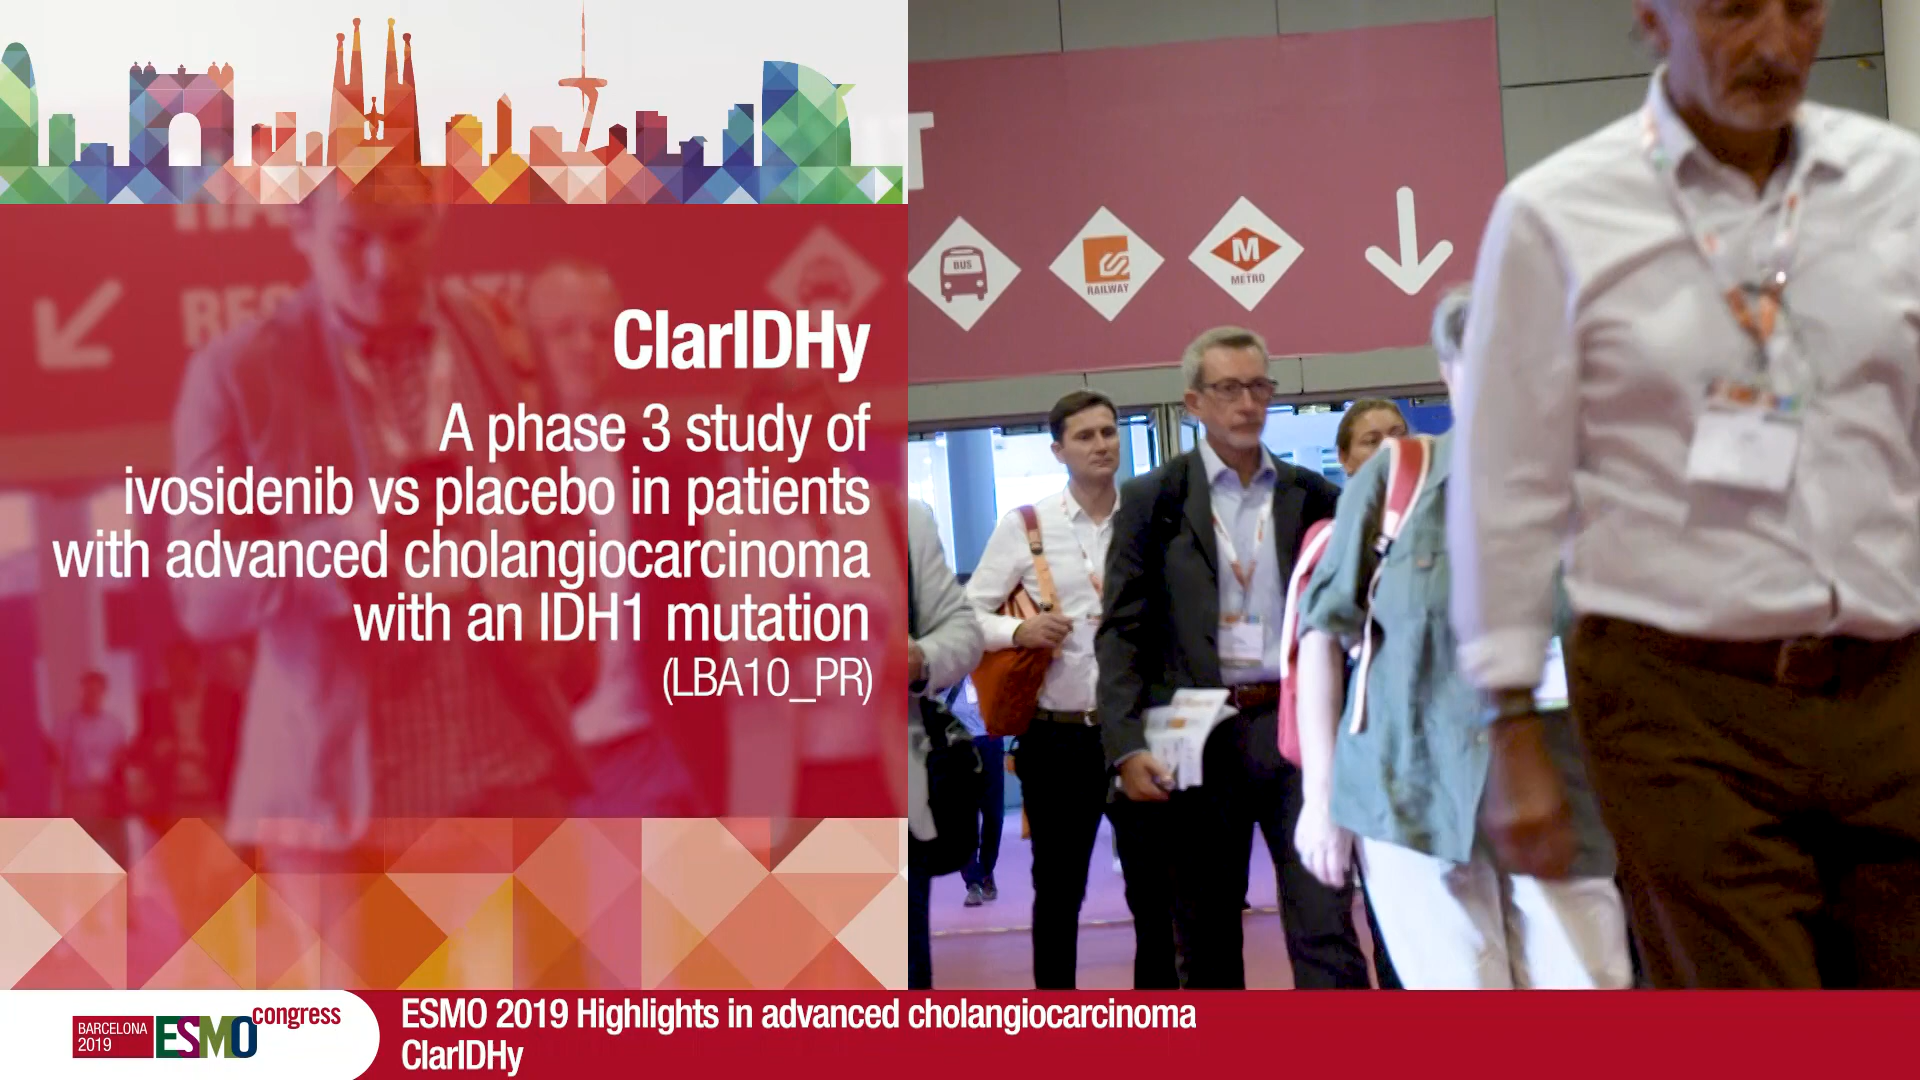 ClarIDHy
A phase 3 study of
ivosidenib vs placebo in patients
with advanced cholangiocarcinoma
with an IDH1 mutation
(LBA10_PR)
BUS
RAILWAY
M
METRO
BARCELONA
2019
ESMO congress
ESMO 2019 Highlights in advanced cholangiocarcinoma
ClarIDHy